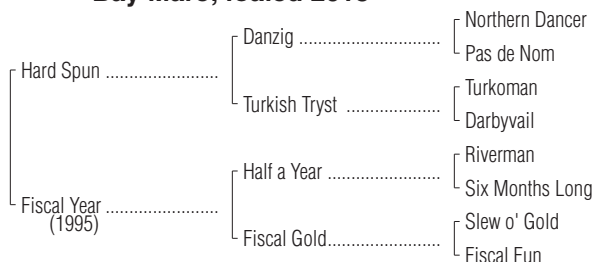 Bay Mare, foaled
Northern Dancer
Danzig ................................
Pas de Nom
Hard Spun .........................
Turkoman
Turkish Tryst .....................
Darbyvail
Riverman
Half a Year .........................
Six Months Long
Fiscal Year .........................
(1995)
Slew o' Gold
Fiscal Gold.........................
Fiscal Fun